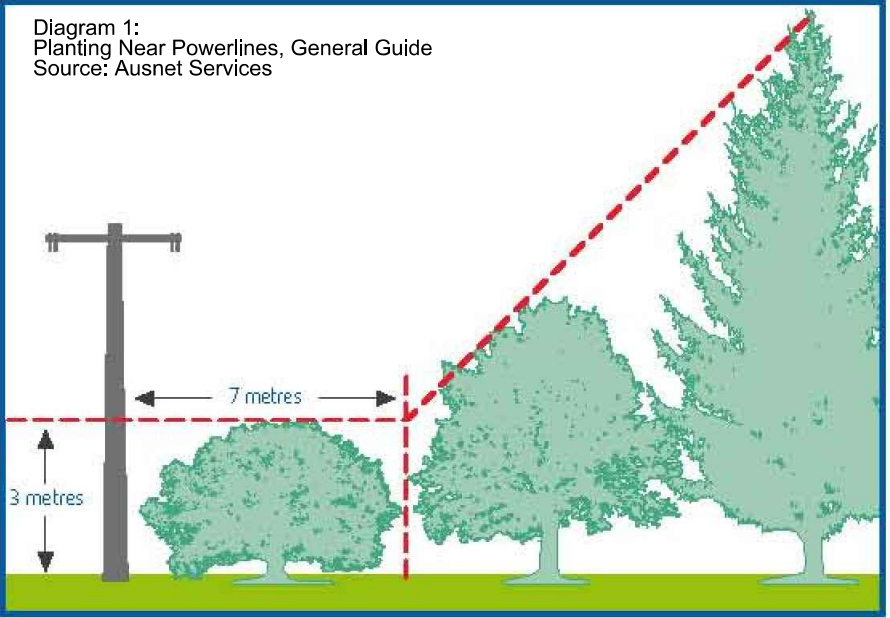 Diagram 1:
Planting Near Powerlines, General Guide
Source: Ausnet Services
7 metres
3 metres